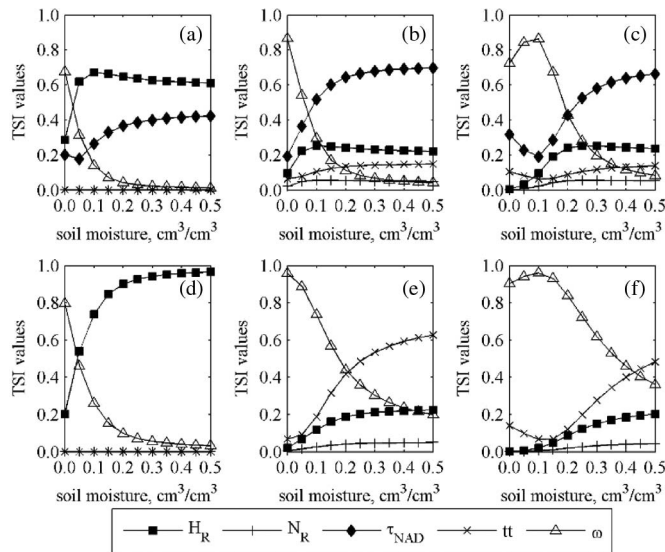 (a) (b) (c)
1.0 1.0 1.0
0.8 0.8 0.8
0.6 0.6 0.6
0.4 0.4 0.4
0.2 0.2 0.2
0.0 0.0 0.0
TSI values TSI values TSI values
0.0 0.1 0.2 0.3 0.4 0.5 0.0 0.1 0.2 0.3 0.4 0.5 0.0 0.1 0.2 0.3 0.4 0.5
soil moisture, cm³/cm³ soil moisture, cm³/cm³ soil moisture, cm³/cm³
(d) (e) (f)
1.0 1.0 1.0
0.8 0.8 0.8
0.6 0.6 0.6
0.4 0.4 0.4
0.2 0.2 0.2
0.0 0.0 0.0
TSI values TSI values TSI values
0.0 0.1 0.2 0.3 0.4 0.5 0.0 0.1 0.2 0.3 0.4 0.5 0.0 0.1 0.2 0.3 0.4 0.5
soil moisture, cm³/cm³ soil moisture, cm³/cm³ soil moisture, cm³/cm³
H_R N_R τ_NAD tt ω